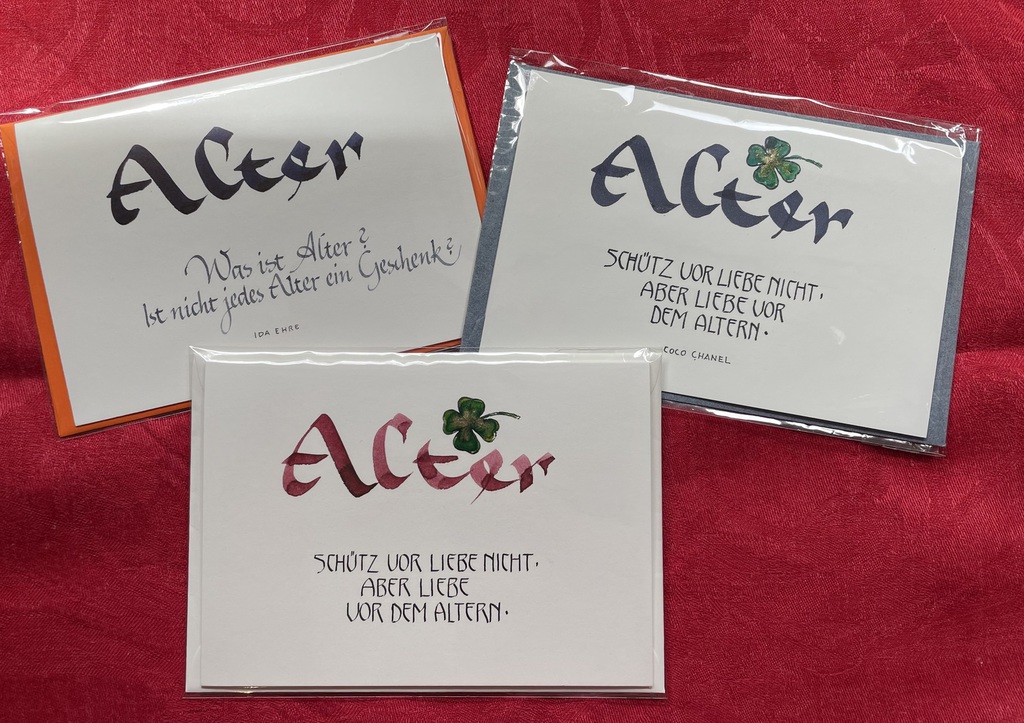 Alter
Was ist Alter?
Ist nicht jedes Alter ein Geschenk?
IDA EHRE
Alter
SCHÜTZ VOR LIEBE NICHT,
ABER LIEBE VOR
DEM ALTERN.
COCO CHANEL
Alter
SCHÜTZ VOR LIEBE NICHT,
ABER LIEBE
VOR DEM ALTERN.